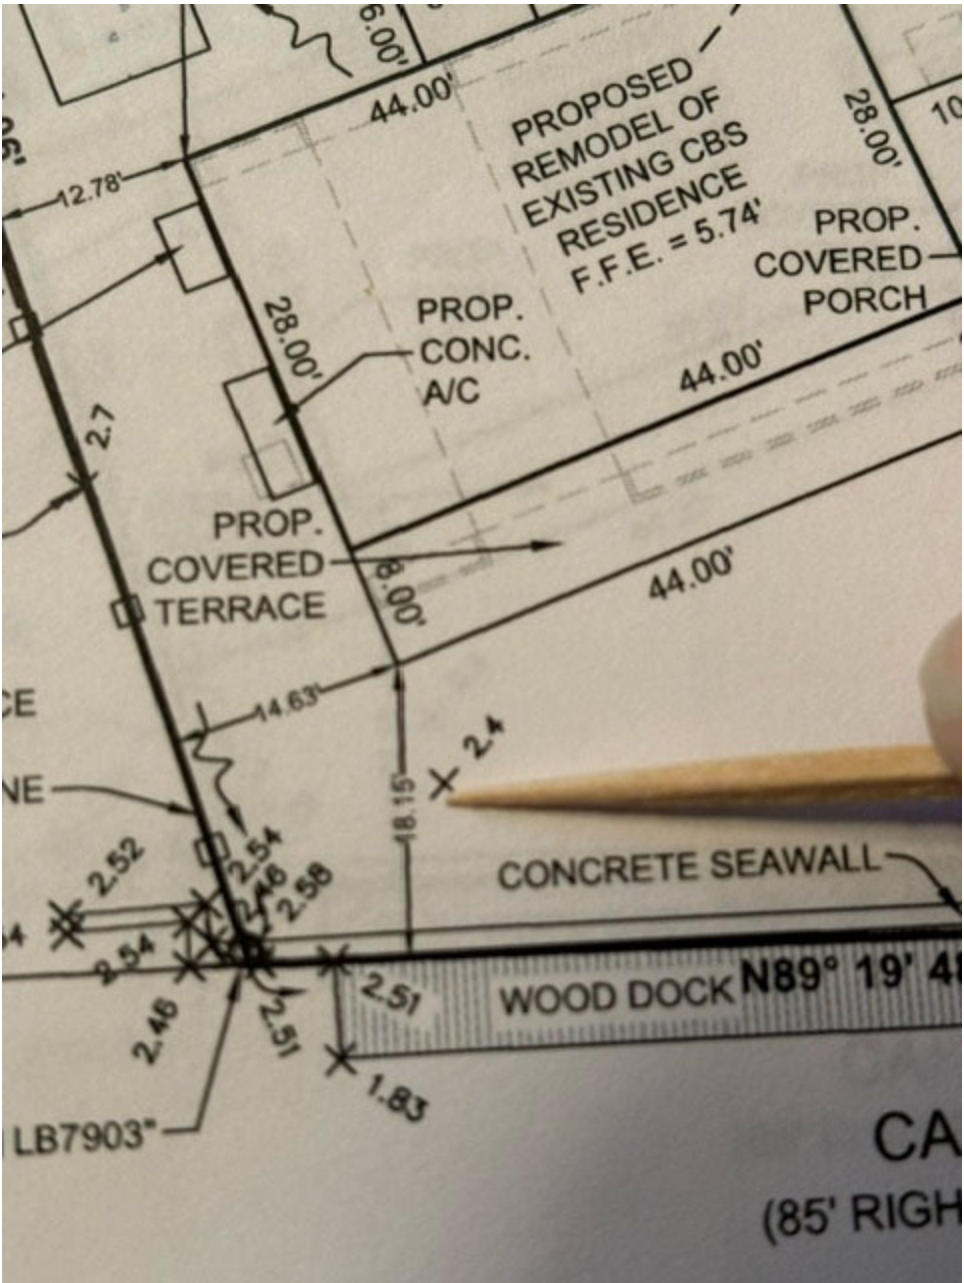 6.00'
44.00'
PROPOSED
REMODEL OF
EXISTING CBS
RESIDENCE
F.F.E. = 5.74'
28.00'
10
12.78'
PROP.
COVERED
PORCH
28.00'
PROP.
CONC.
A/C
44.00'
2.7
PROP.
COVERED
TERRACE
8.00'
44.00'
CE
14.63'
2.4
NE
18.15'
2.52
2.54
2.46
2.58
CONCRETE SEAWALL
54
2.54
2.46
2.51
2.51
WOOD DOCK
N89° 19' 48
1.83
LB7903"
CA
(85' RIGH